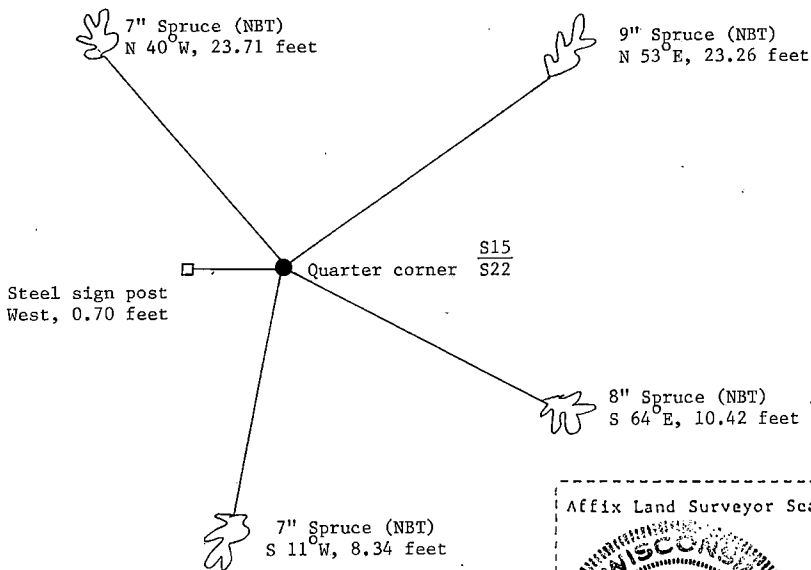 7" Spruce (NBT)
N 40°W, 23.71 feet
9" Spruce (NBT)
N 53°E, 23.26 feet
Quarter corner
S15
S22
Steel sign post
West, 0.70 feet
8" Spruce (NBT)
S 64°E, 10.42 feet
7" Spruce (NBT)
S 11°W, 8.34 feet
Affix Land Surveyor Sea
WISCONSIN